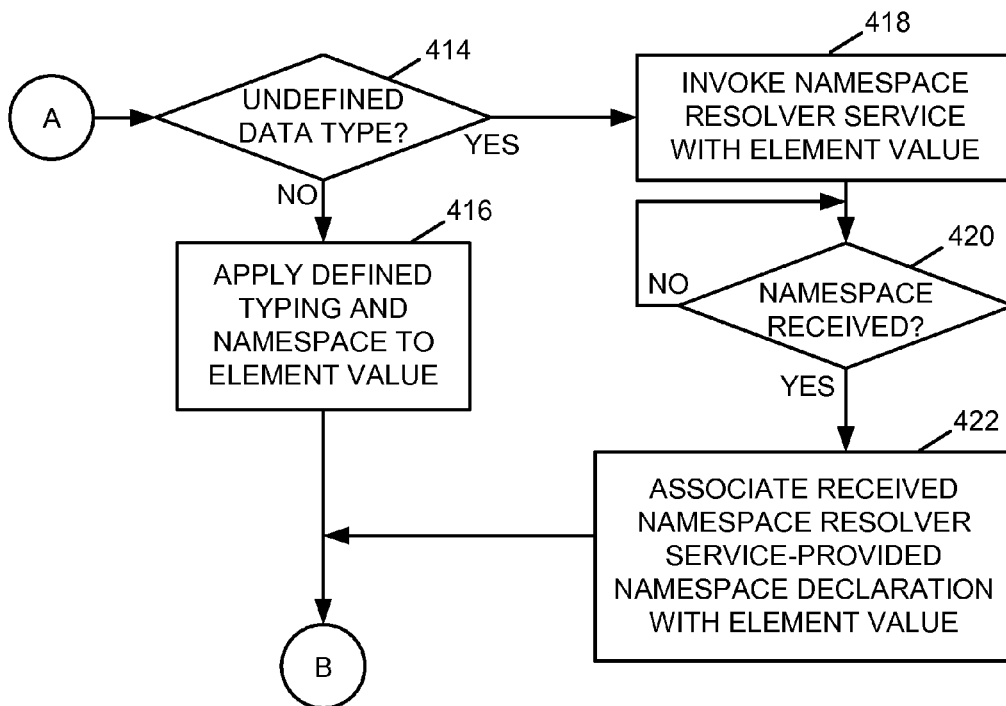 A
414
UNDEFINED
DATA TYPE?
YES
NO
418
INVOKE NAMESPACE
RESOLVER SERVICE
WITH ELEMENT VALUE
416
APPLY DEFINED
TYPING AND
NAMESPACE TO
ELEMENT VALUE
420
NAMESPACE
RECEIVED?
NO
YES
422
ASSOCIATE RECEIVED
NAMESPACE RESOLVER
SERVICE-PROVIDED
NAMESPACE DECLARATION
WITH ELEMENT VALUE
B